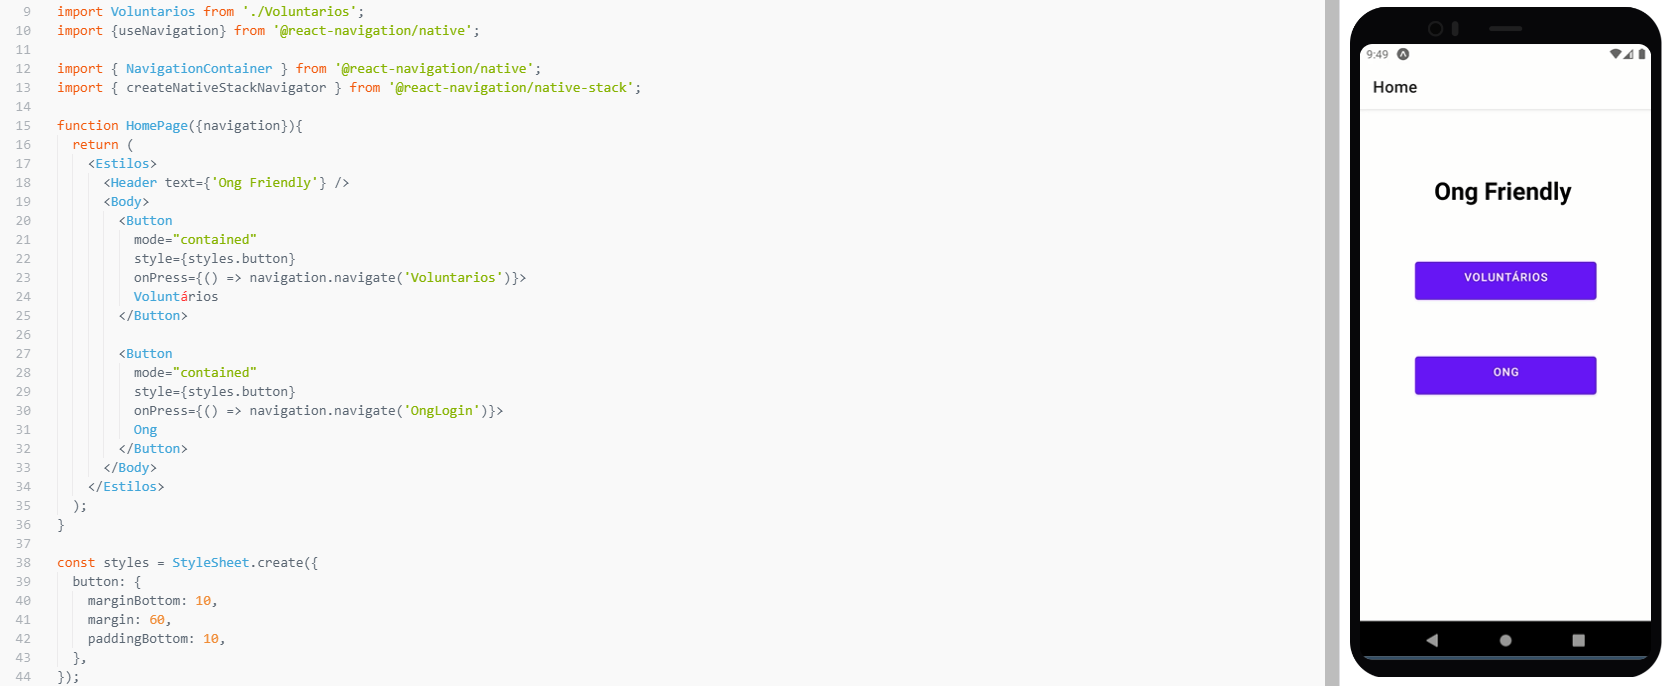 9 import Voluntarios from './Voluntarios';
10 import {useNavigation} from '@react-navigation/native';
11
12 import { NavigationContainer } from '@react-navigation/native';
13 import { createNativeStackNavigator } from '@react-navigation/native-stack';
14
15 function HomePage({navigation}){
16 return (
17 <Estilos>
18 <Header text={'Ong Friendly'} />
19 <Body>
20 <Button
21 mode="contained"
22 style={styles.button}
23 onPress={() => navigation.navigate('Voluntarios')}>
24 Voluntários
25 </Button>
26
27 <Button
28 mode="contained"
29 style={styles.button}
30 onPress={() => navigation.navigate('OngLogin')}>
31 Ong
32 </Button>
33 </Body>
34 </Estilos>
35 );
36 }
37
38 const styles = StyleSheet.create({
39 button: {
40 marginBottom: 10,
41 margin: 60,
42 paddingBottom: 10,
43 },
44 });
9:49
Home
Ong Friendly
VOLUNTÁRIOS
ONG